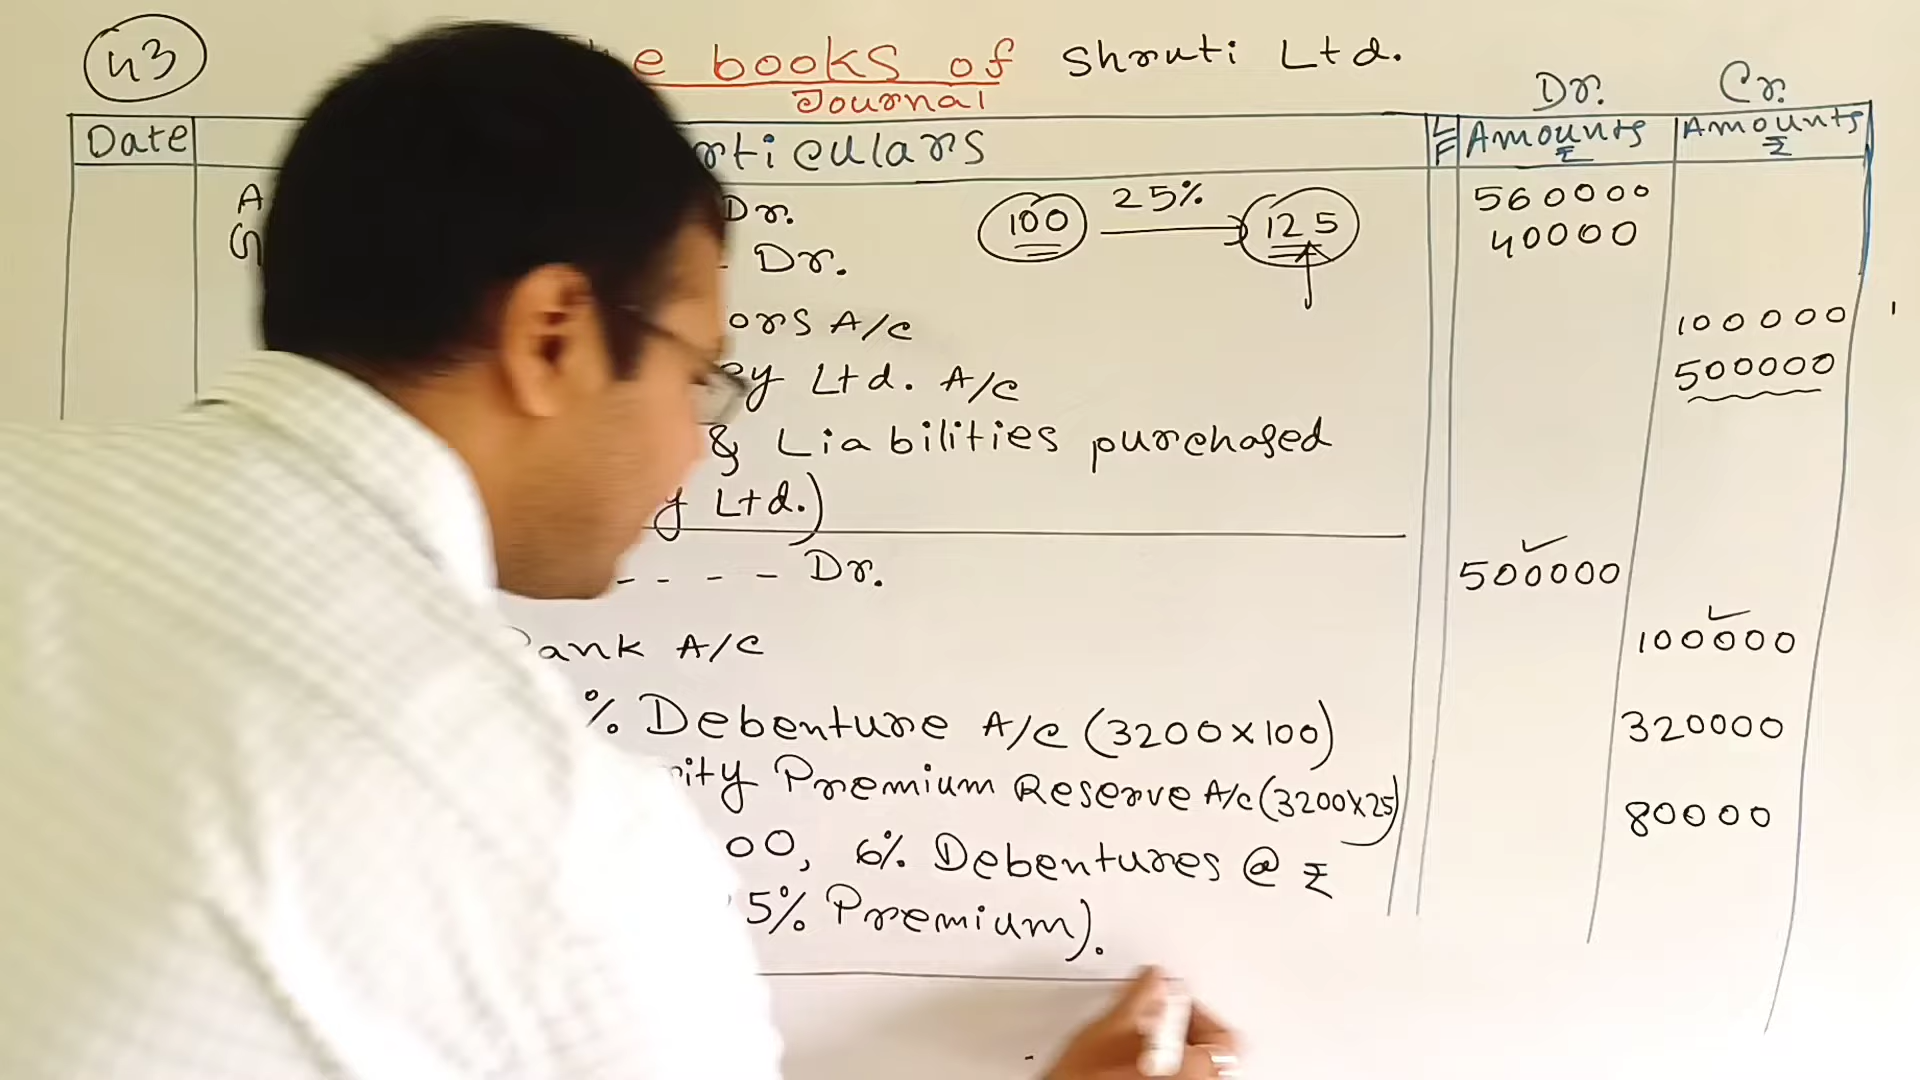 43
e books of Shruti Ltd.
Journal
Dr. Cr.
Date rticulars LF Amounts ₹ Amounts ₹
A Dr. 100 25% 125 560000
G - Dr. 40000
ors A/c 100000
ey Ltd. A/c 500000
& Liabilities purchased
y Ltd.)
- - - - Dr. 500000
Bank A/c 100000
% Debenture A/c (3200×100) 320000
rity Premium Reserve A/c (3200×25) 80000
00, 6% Debentures @ ₹
5% Premium).